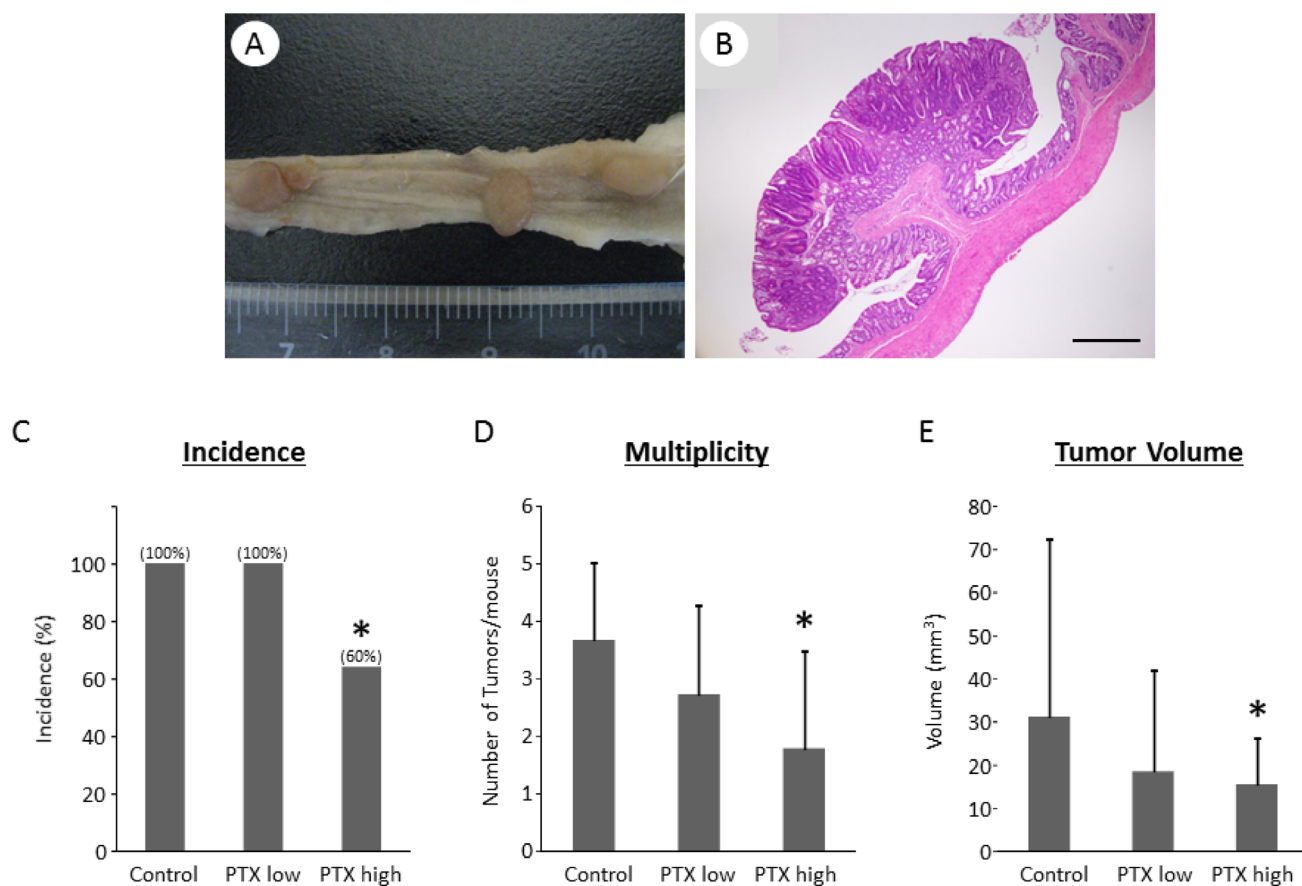 A
B
7 8 9 10
C
Incidence
Incidence (%)
100
80
60
40
20
0
(100%)
(100%)
*
(60%)
Control PTX low PTX high
D
Multiplicity
Number of Tumors/mouse
6
5
4
3
2
1
0
*
Control PTX low PTX high
E
Tumor Volume
Volume (mm³)
80
70
60
50
40
30
20
10
0
*
Control PTX low PTX high